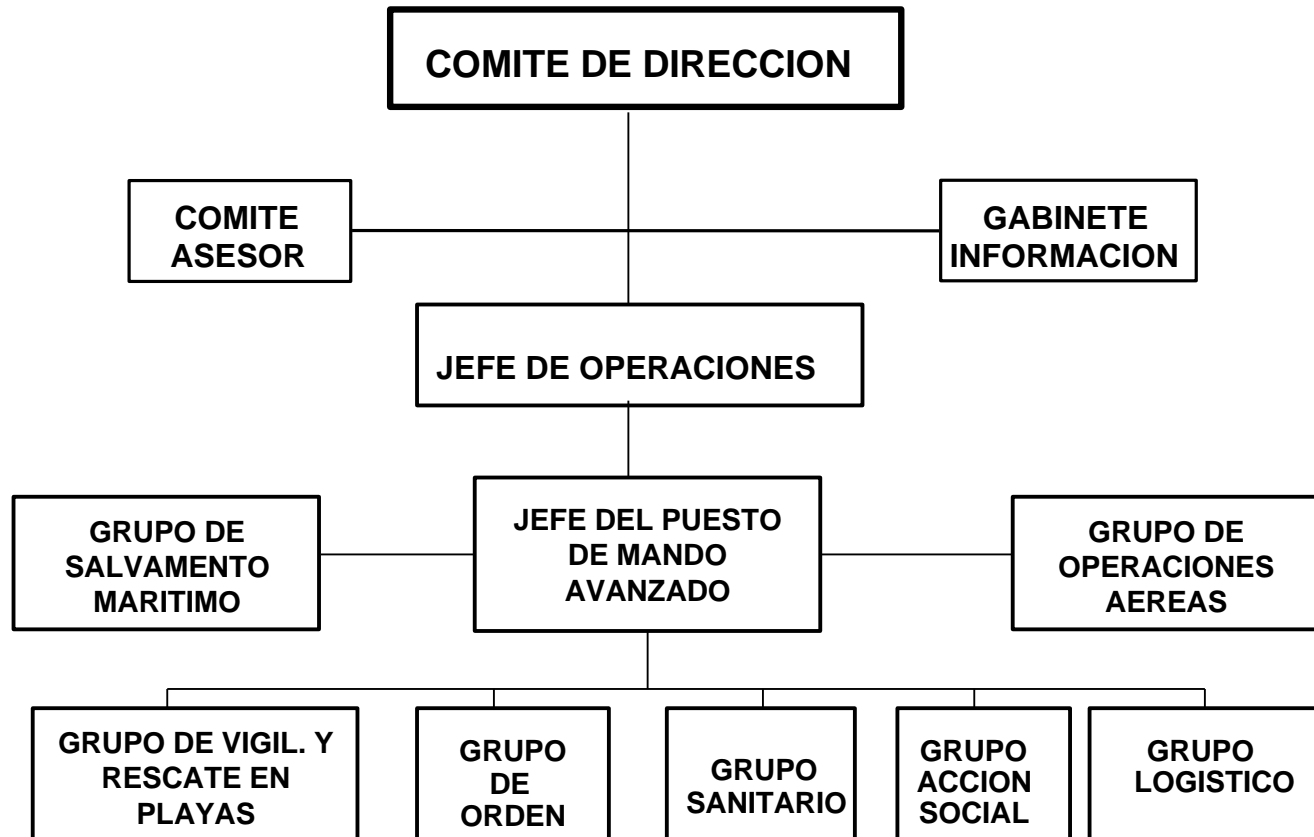 COMITE DE DIRECCION
COMITE
ASESOR
GABINETE
INFORMACION
JEFE DE OPERACIONES
GRUPO DE
SALVAMENTO
MARITIMO
JEFE DEL PUESTO
DE MANDO
AVANZADO
GRUPO DE
OPERACIONES
AEREAS
GRUPO DE VIGIL. Y
RESCATE EN
PLAYAS
GRUPO
DE
ORDEN
GRUPO
SANITARIO
GRUPO
ACCION
SOCIAL
GRUPO
LOGISTICO